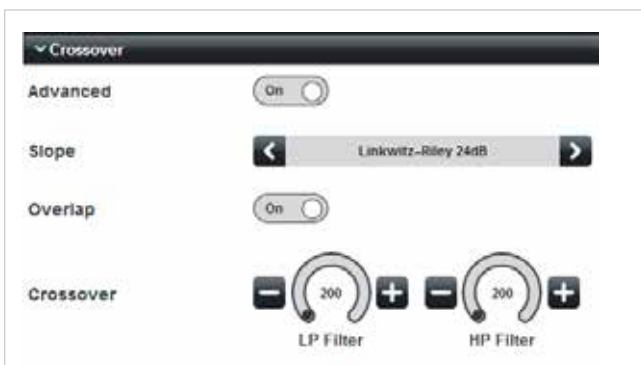 Crossover
Advanced
On
Slope
Linkwitz-Riley 24dB
Overlap
On
Crossover
200
200
LP Filter
HP Filter